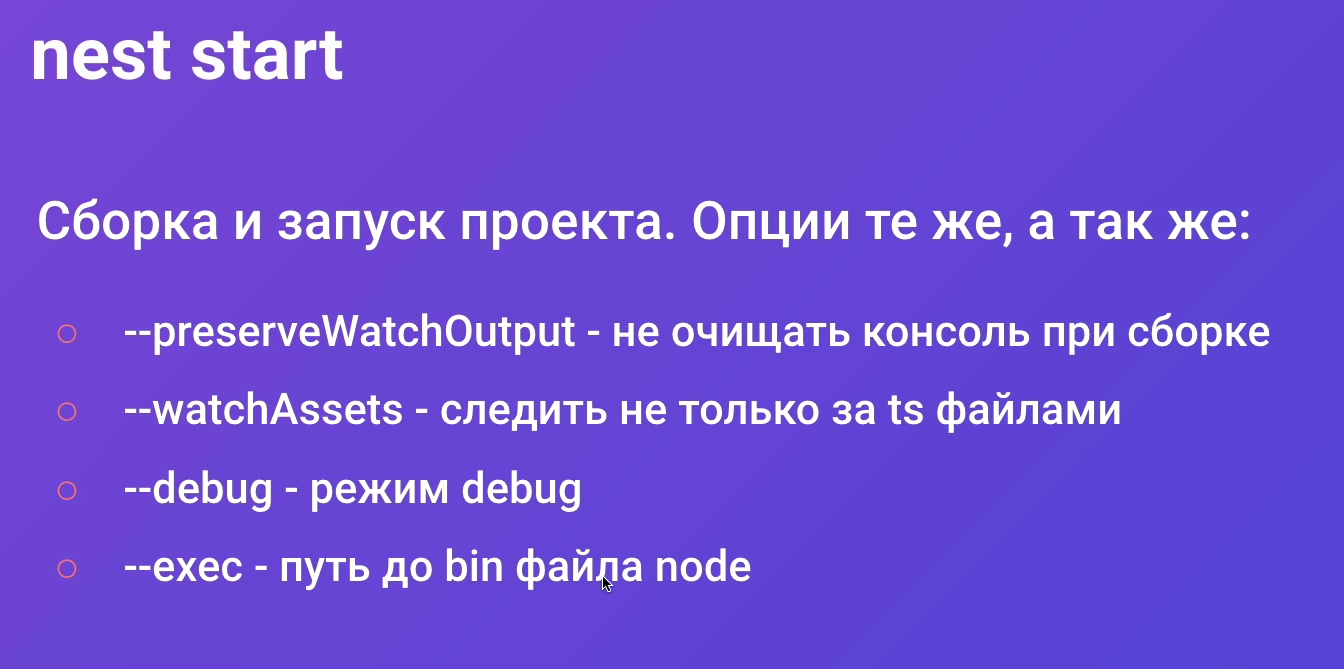 nest start
Сборка и запуск проекта. Опции те же, а так же:
--preserveWatchOutput - не очищать консоль при сборке
--watchAssets - следить не только за ts файлами
--debug - режим debug
--exec - путь до bin файла node